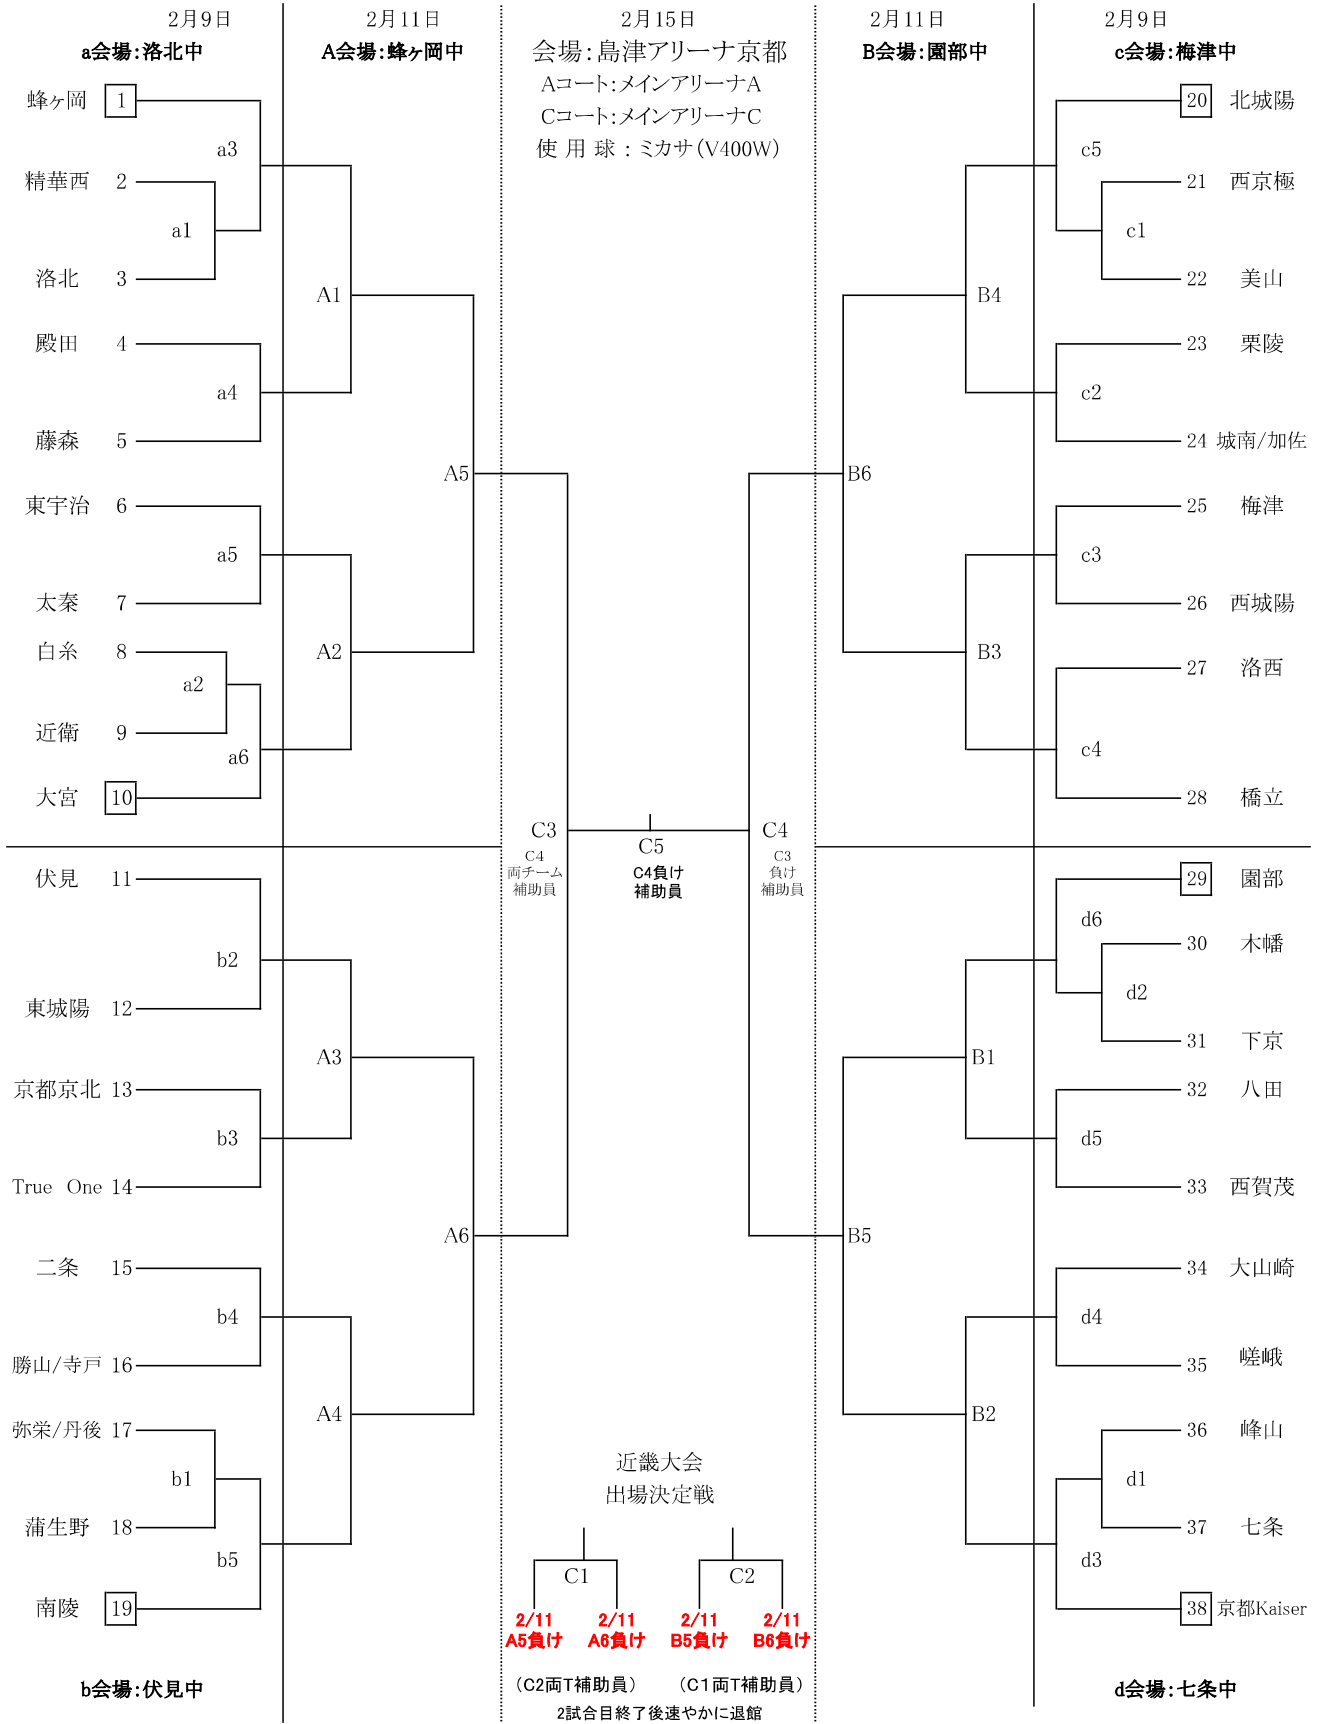 2月9日
a会場：洛北中
2月11日
A会場：蜂ヶ岡中
2月15日
会場：島津アリーナ京都
Aコート：メインアリーナA
Cコート：メインアリーナC
使 用 球 ： ミカサ（V400W）
2月11日
B会場：園部中
2月9日
c会場：梅津中
蜂ヶ岡 1
a3
精華西 2
a1
洛北 3
A1
殿田 4
a4
藤森 5
A5
東宇治 6
a5
太秦 7
A2
白糸 8
a2
近衛 9
a6
大宮 10
伏見 11
b2
東城陽 12
A3
京都京北 13
b3
True One 14
A6
二条 15
b4
勝山/寺戸 16
A4
弥栄/丹後 17
b1
蒲生野 18
b5
南陵 19
b会場：伏見中
C3
C4
両チーム
補助員
C5
C4負け
補助員
C4
C3
負け
補助員
近畿大会
出場決定戦
C1
C2
2/11
A5負け
2/11
A6負け
2/11
B5負け
2/11
B6負け
（C2両T補助員）
（C1両T補助員）
2試合目終了後速やかに退館
20 北城陽
c5
21 西京極
c1
22 美山
B4
23 栗陵
c2
24 城南/加佐
B6
25 梅津
c3
26 西城陽
B3
27 洛西
c4
28 橋立
29 園部
d6
30 木幡
d2
31 下京
B1
32 八田
d5
33 西賀茂
B5
34 大山崎
d4
35 嵯峨
B2
36 峰山
d1
37 七条
d3
38 京都Kaiser
d会場：七条中